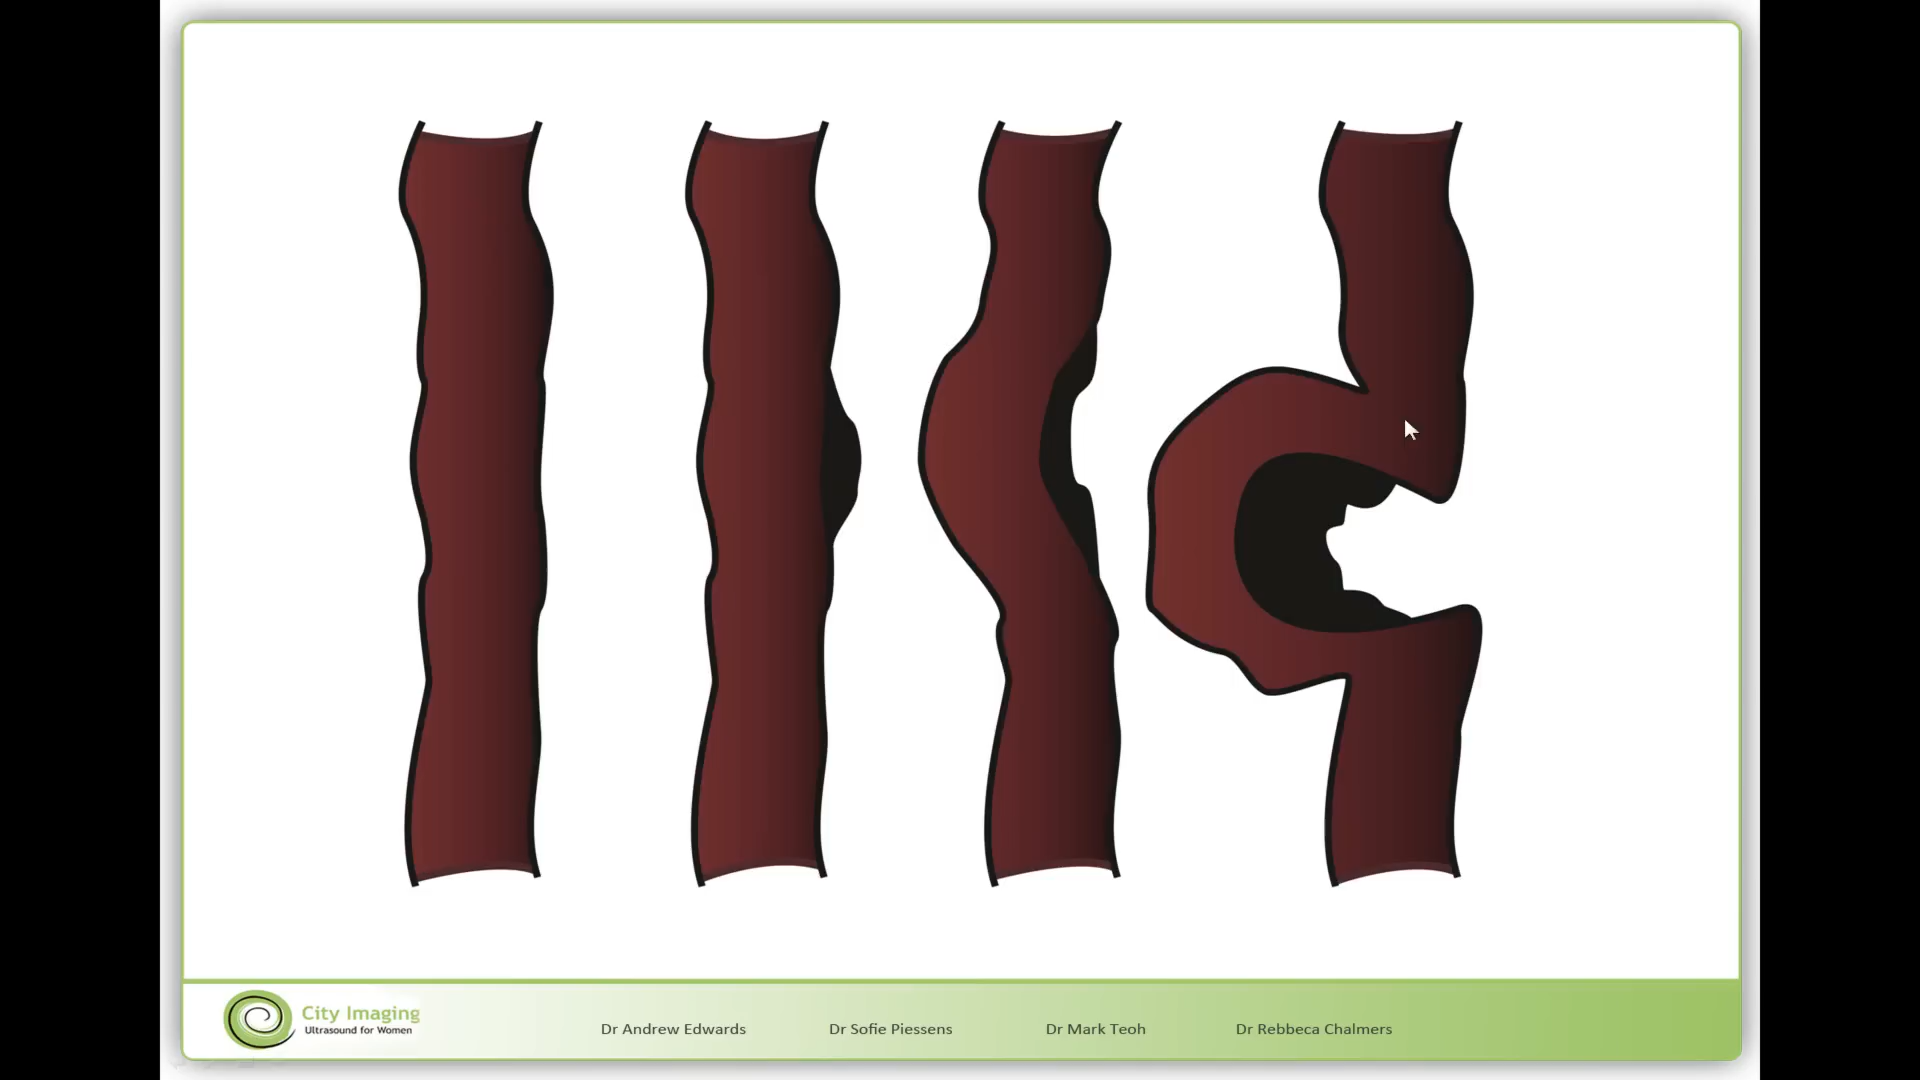 City Imaging
Ultrasound for Women
Dr Andrew Edwards
Dr Sofie Piessens
Dr Mark Teoh
Dr Rebbeca Chalmers